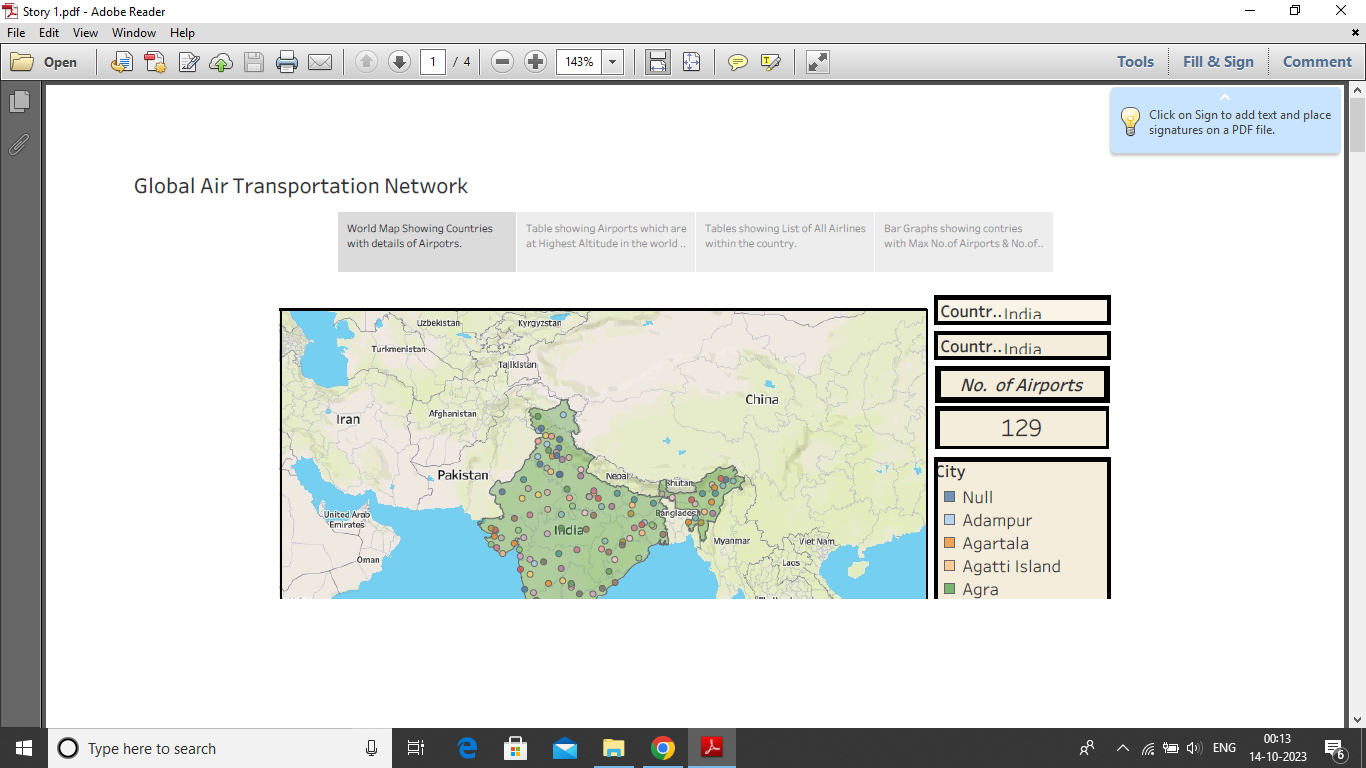 Story 1.pdf - Adobe Reader
File Edit View Window Help
Open
1 / 4
143%
Tools
Fill & Sign
Comment
Click on Sign to add text and place
signatures on a PDF file.
Global Air Transportation Network
World Map Showing Countries
with details of Airpotrs.
Table showing Airports which are
at Highest Altitude in the world ..
Tables showing List of All Airlines
within the country.
Bar Graphs showing contries
with Max No.of Airports & No.of..
Uzbekistan
Kyrgyzstan
Turkmenistan
Tajikistan
China
Afghanistan
Iran
Pakistan
Nepal
Bhutan
Bangladesh
United Arab
Emirates
India
Myanmar
Viet Nam
Oman
Laos
Countr.. India
Countr.. India
No. of Airports
129
City
Null
Adampur
Agartala
Agatti Island
Agra
Type here to search
ENG
00:13
14-10-2023
6